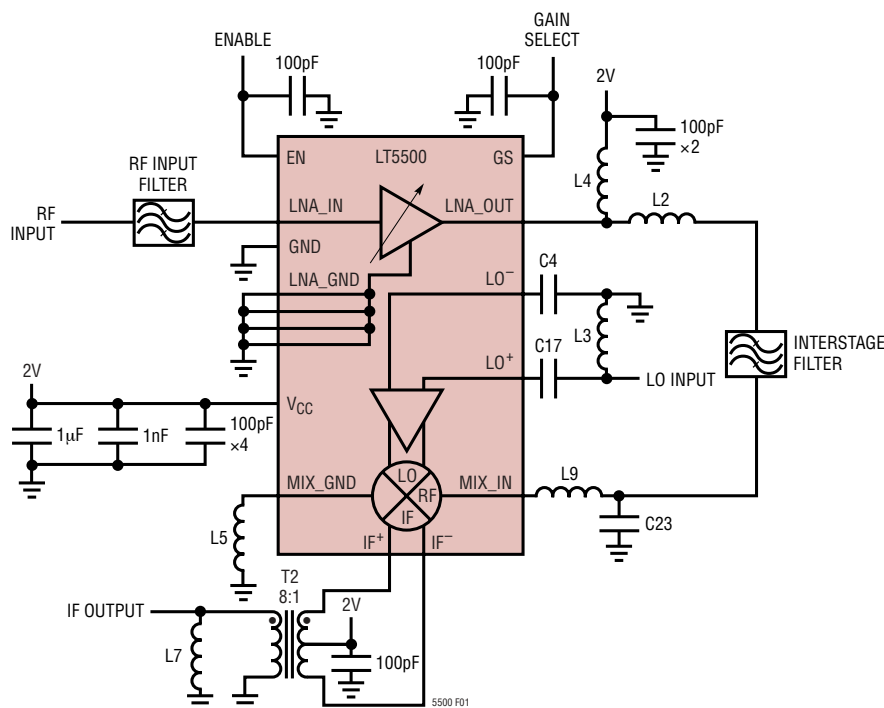 ENABLE
GAIN
SELECT
100pF
100pF
2V
100pF
×2
EN
LT5500
GS
RF INPUT
FILTER
L4
L2
RF
INPUT
LNA_IN
LNA_OUT
GND
LNA_GND
LO–
C4
L3
INTERSTAGE
FILTER
LO+
C17
LO INPUT
2V
VCC
1µF
1nF
100pF
×4
LO
RF
IF
MIX_GND
MIX_IN
L9
C23
L5
IF+
IF–
T2
8:1
IF OUTPUT
2V
L7
100pF
5500 F01